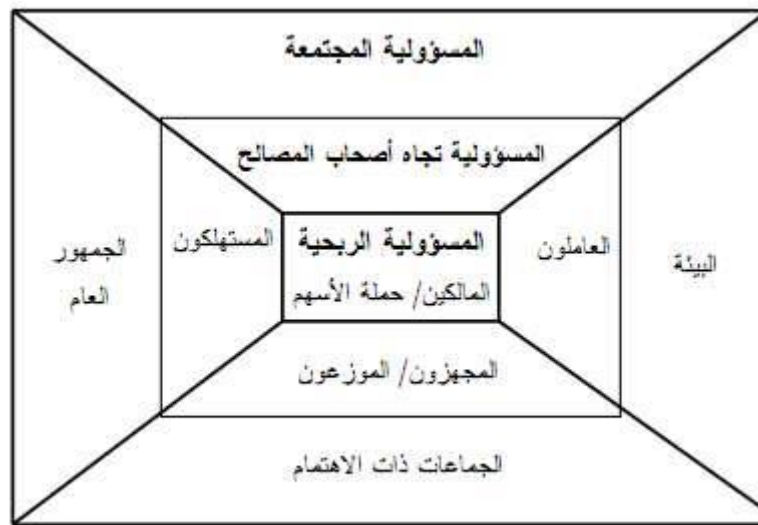 المسؤولية المجتمعة
المسؤولية تجاه أصحاب المصالح
المسؤولية الربحية
المالكين/ حملة الأسهم
العاملون
المستهلكون
البيئة
الجمهور
العام
المجهزون/ الموزعون
الجماعات ذات الاهتمام